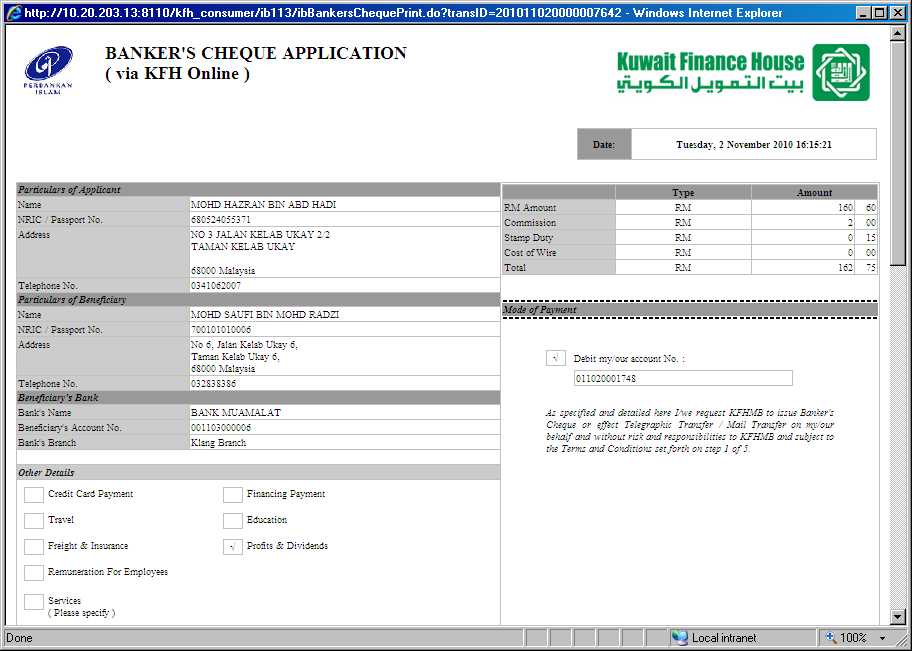 http://10.20.203.13:8110/kfh_consumer/ib113/ibBankersChequePrint.do?transID=201011020000007642 - Windows Internet Explorer
PERBANKAN
ISLAM
BANKER'S CHEQUE APPLICATION
( via KFH Online )
Kuwait Finance House
بيت التمويل الكويتي
Date: Tuesday, 2 November 2010 16:15:21
Particulars of Applicant
Name MOHD HAZRAN BIN ABD HADI
NRIC / Passport No. 680524055371
Address NO 3 JALAN KELAB UKAY 2/2
TAMAN KELAB UKAY
68000 Malaysia
Telephone No. 0341062007
Particulars of Beneficiary
Name MOHD SAUFI BIN MOHD RADZI
NRIC / Passport No. 700101010006
Address No 6, Jalan Kelab Ukay 6,
Taman Kelab Ukay 6,
68000 Malaysia
Telephone No. 032838386
Beneficiary's Bank
Bank's Name BANK MUAMALAT
Beneficiary's Account No. 001103000006
Bank's Branch Klang Branch
Other Details
Credit Card Payment Financing Payment
Travel Education
Freight & Insurance √ Profits & Dividends
Remuneration For Employees
Services
( Please specify )
Type Amount
RM Amount RM 160 60
Commission RM 2 00
Stamp Duty RM 0 15
Cost of Wire RM 0 00
Total RM 162 75
Mode of Payment
√ Debit my/our account No. :
011020001748
As specified and detailed here I/we request KFHMB to issue Banker's
Cheque or effect Telegraphic Transfer / Mail Transfer on my/our
behalf and without risk and responsibilities to KFHMB and subject to
the Terms and Conditions set forth on step 1 of 5.
Done Local intranet 100%